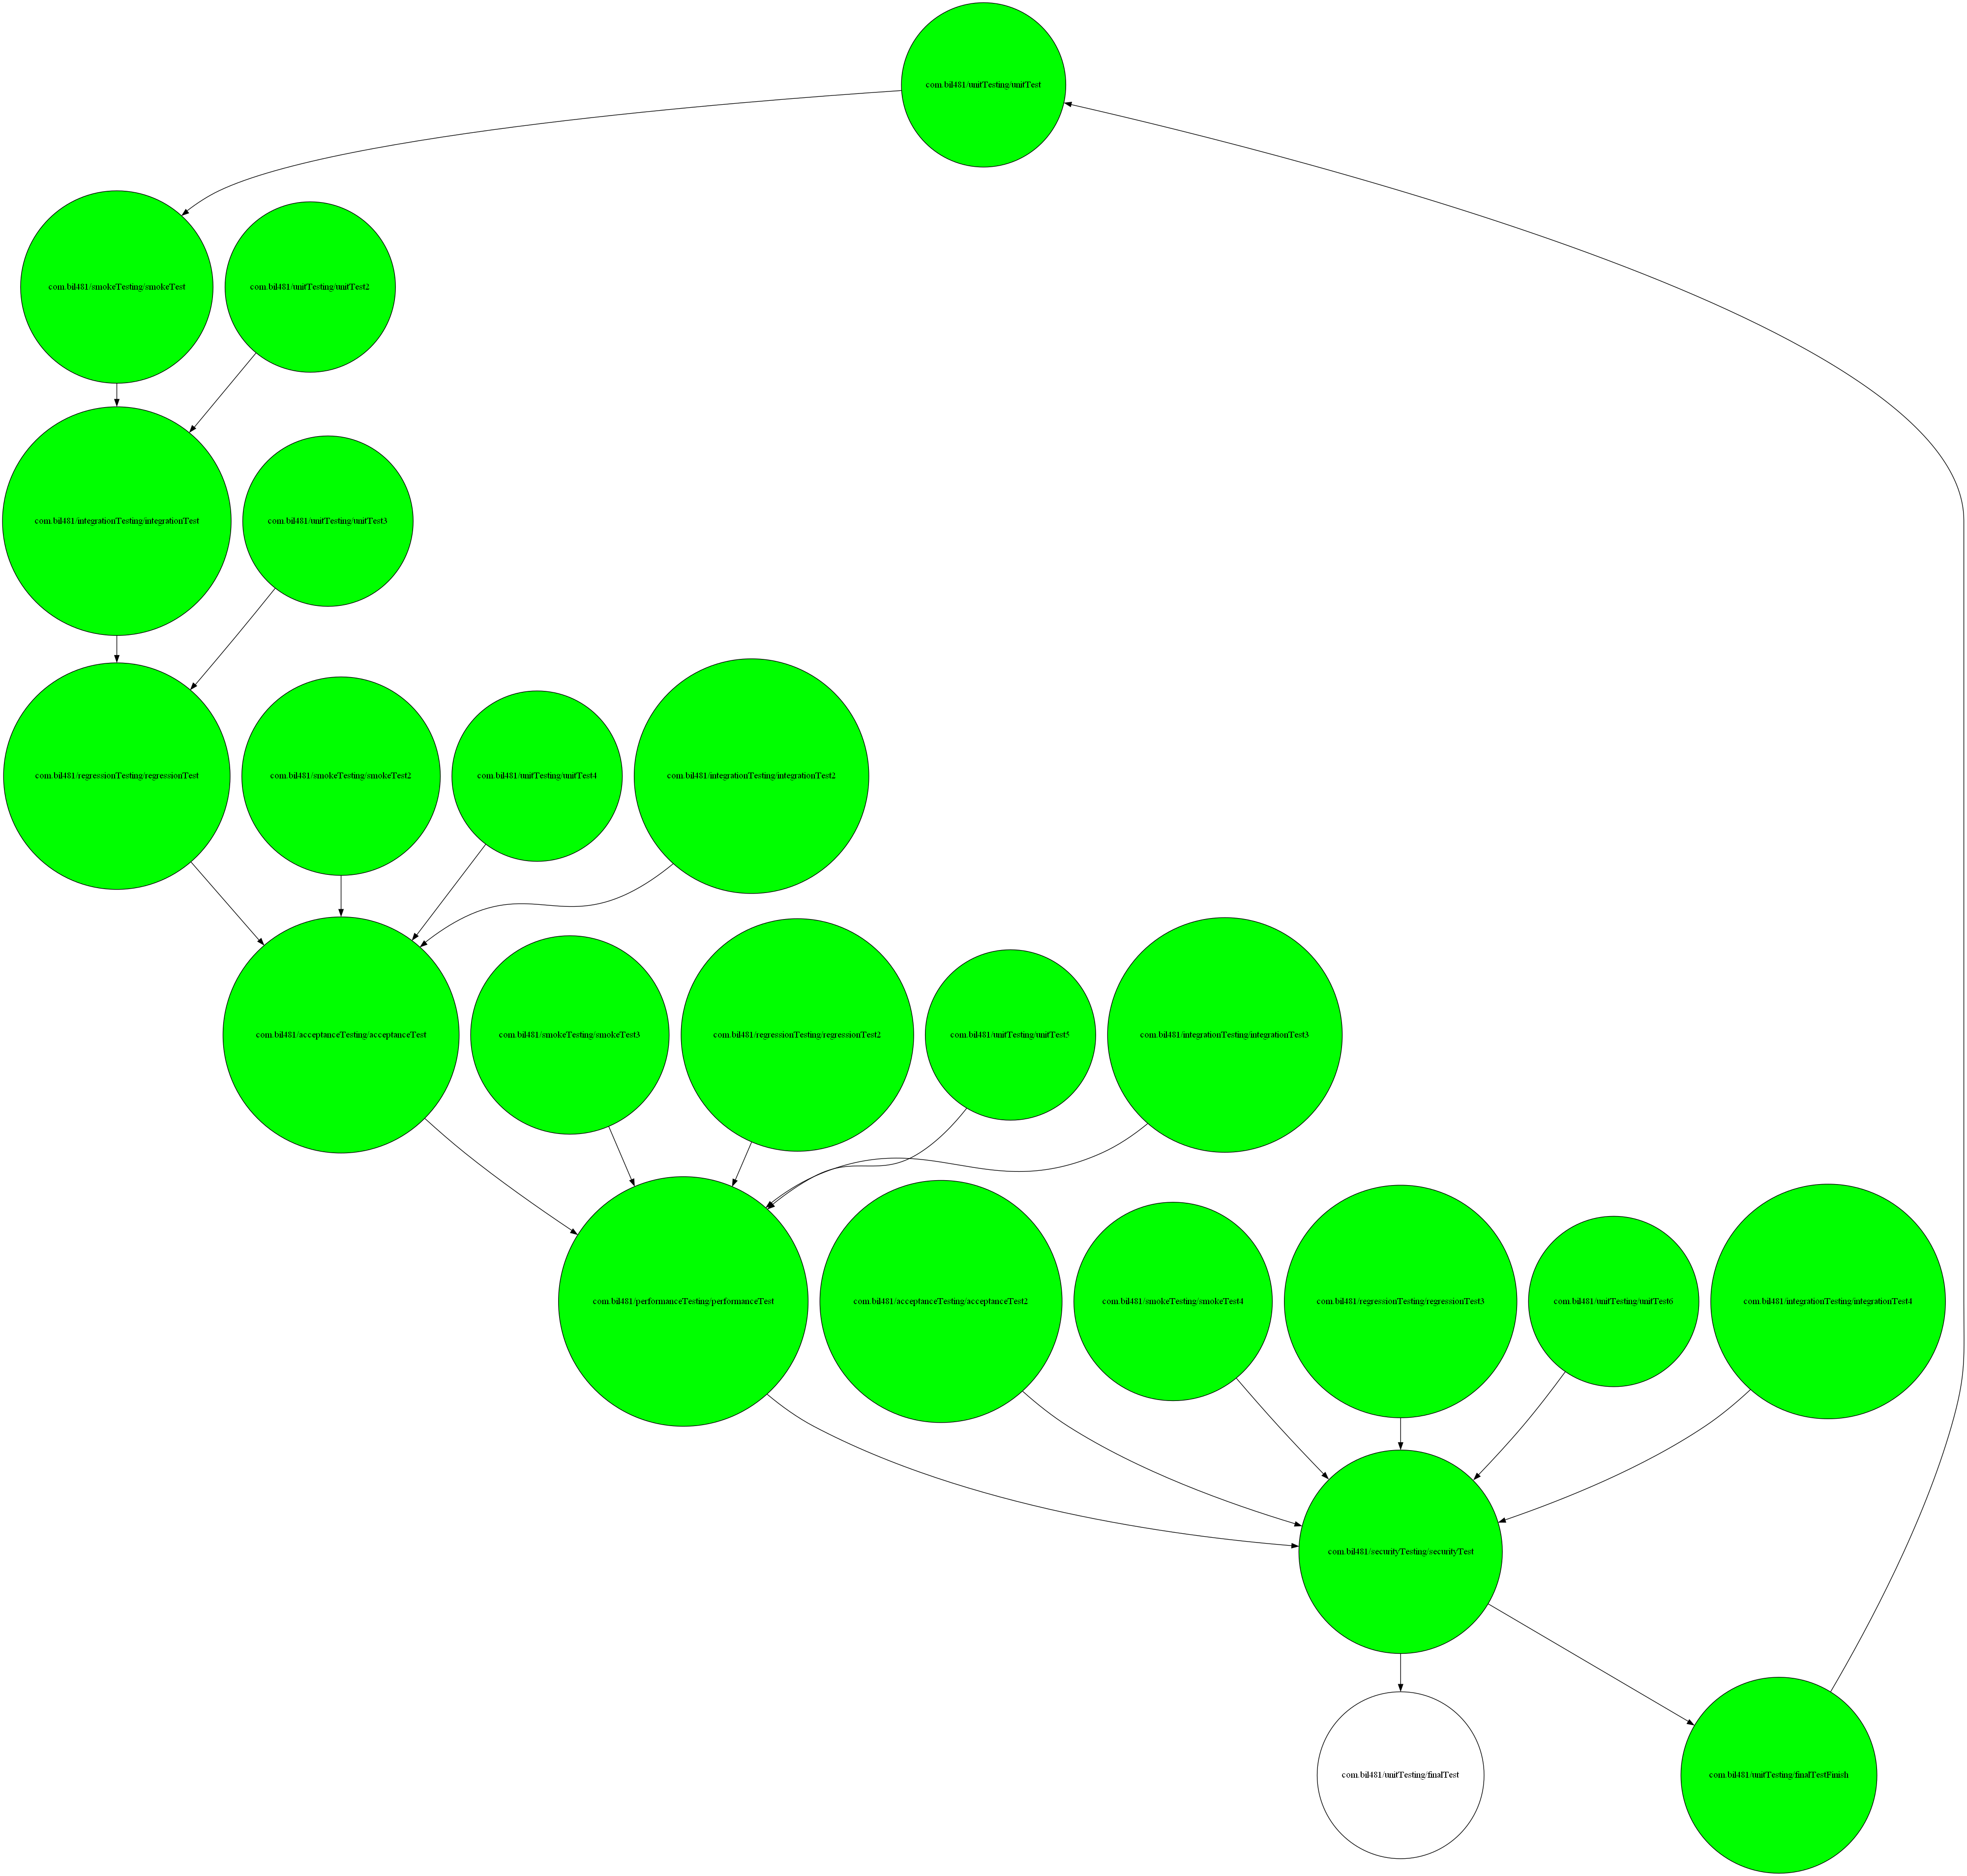 com.bil481/unitTesting/unitTest
com.bil481/smokeTesting/smokeTest
com.bil481/unitTesting/unitTest2
com.bil481/integrationTesting/integrationTest
com.bil481/unitTesting/unitTest3
com.bil481/regressionTesting/regressionTest
com.bil481/smokeTesting/smokeTest2
com.bil481/unitTesting/unitTest4
com.bil481/integrationTesting/integrationTest2
com.bil481/acceptanceTesting/acceptanceTest
com.bil481/smokeTesting/smokeTest3
com.bil481/regressionTesting/regressionTest2
com.bil481/unitTesting/unitTest5
com.bil481/integrationTesting/integrationTest3
com.bil481/performanceTesting/performanceTest
com.bil481/acceptanceTesting/acceptanceTest2
com.bil481/smokeTesting/smokeTest4
com.bil481/regressionTesting/regressionTest3
com.bil481/unitTesting/unitTest6
com.bil481/integrationTesting/integrationTest4
com.bil481/securityTesting/securityTest
com.bil481/unitTesting/finalTest
com.bil481/unitTesting/finalTestFinish